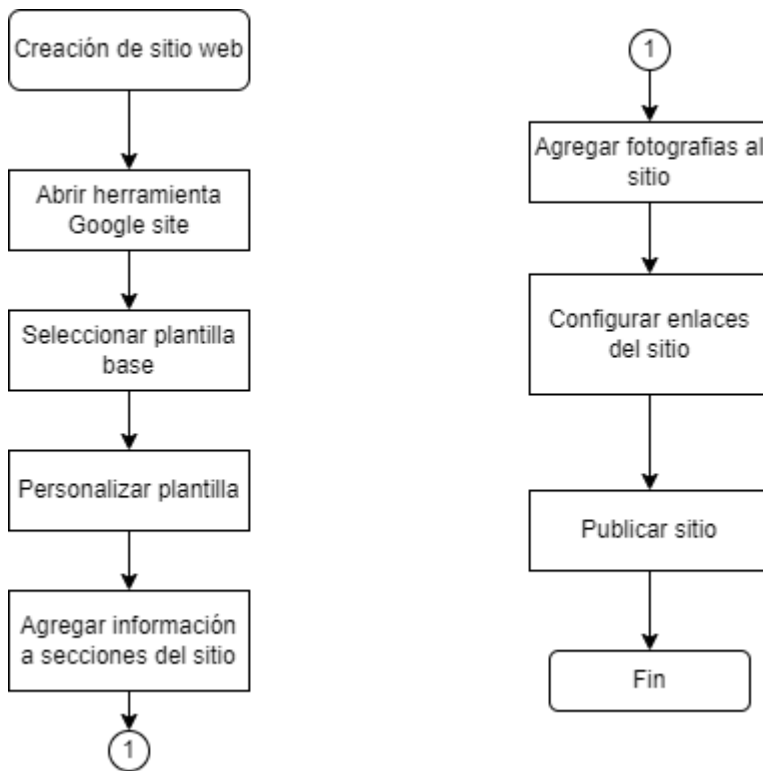 Creación de sitio web
Abrir herramienta
Google site
Seleccionar plantilla
base
Personalizar plantilla
Agregar información
a secciones del sitio
1
1
Agregar fotografias al
sitio
Configurar enlaces
del sitio
Publicar sitio
Fin